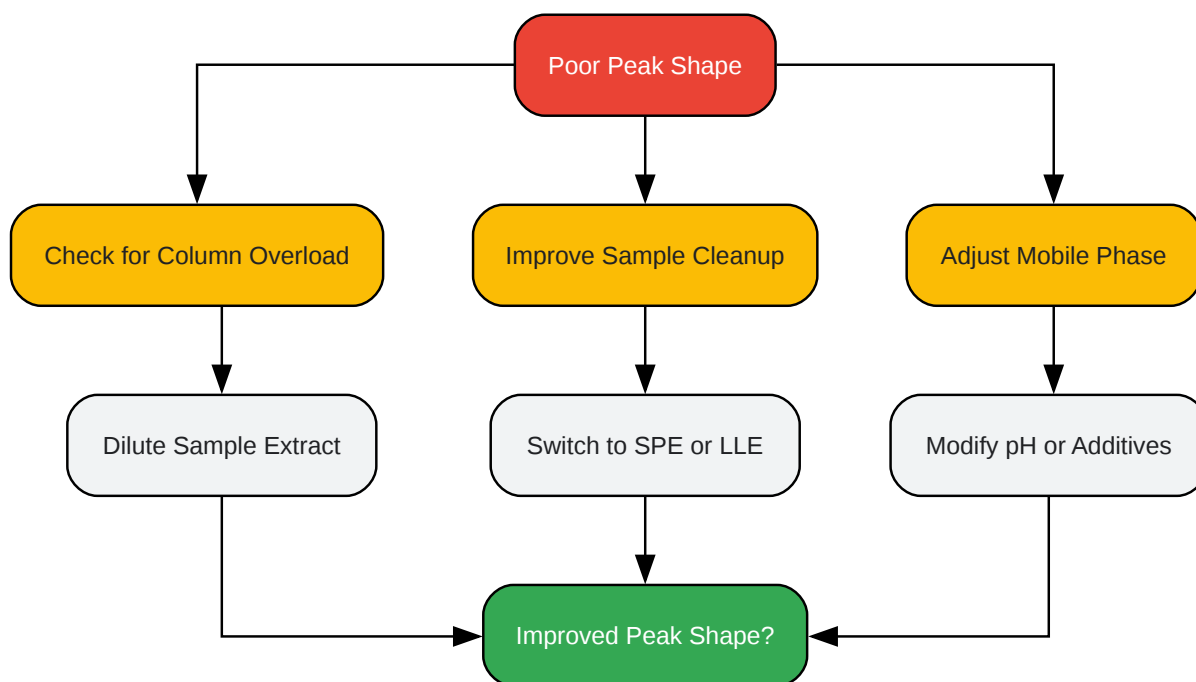 Poor Peak Shape
Check for Column Overload
Improve Sample Cleanup
Adjust Mobile Phase
Dilute Sample Extract
Switch to SPE or LLE
Modify pH or Additives
Improved Peak Shape?